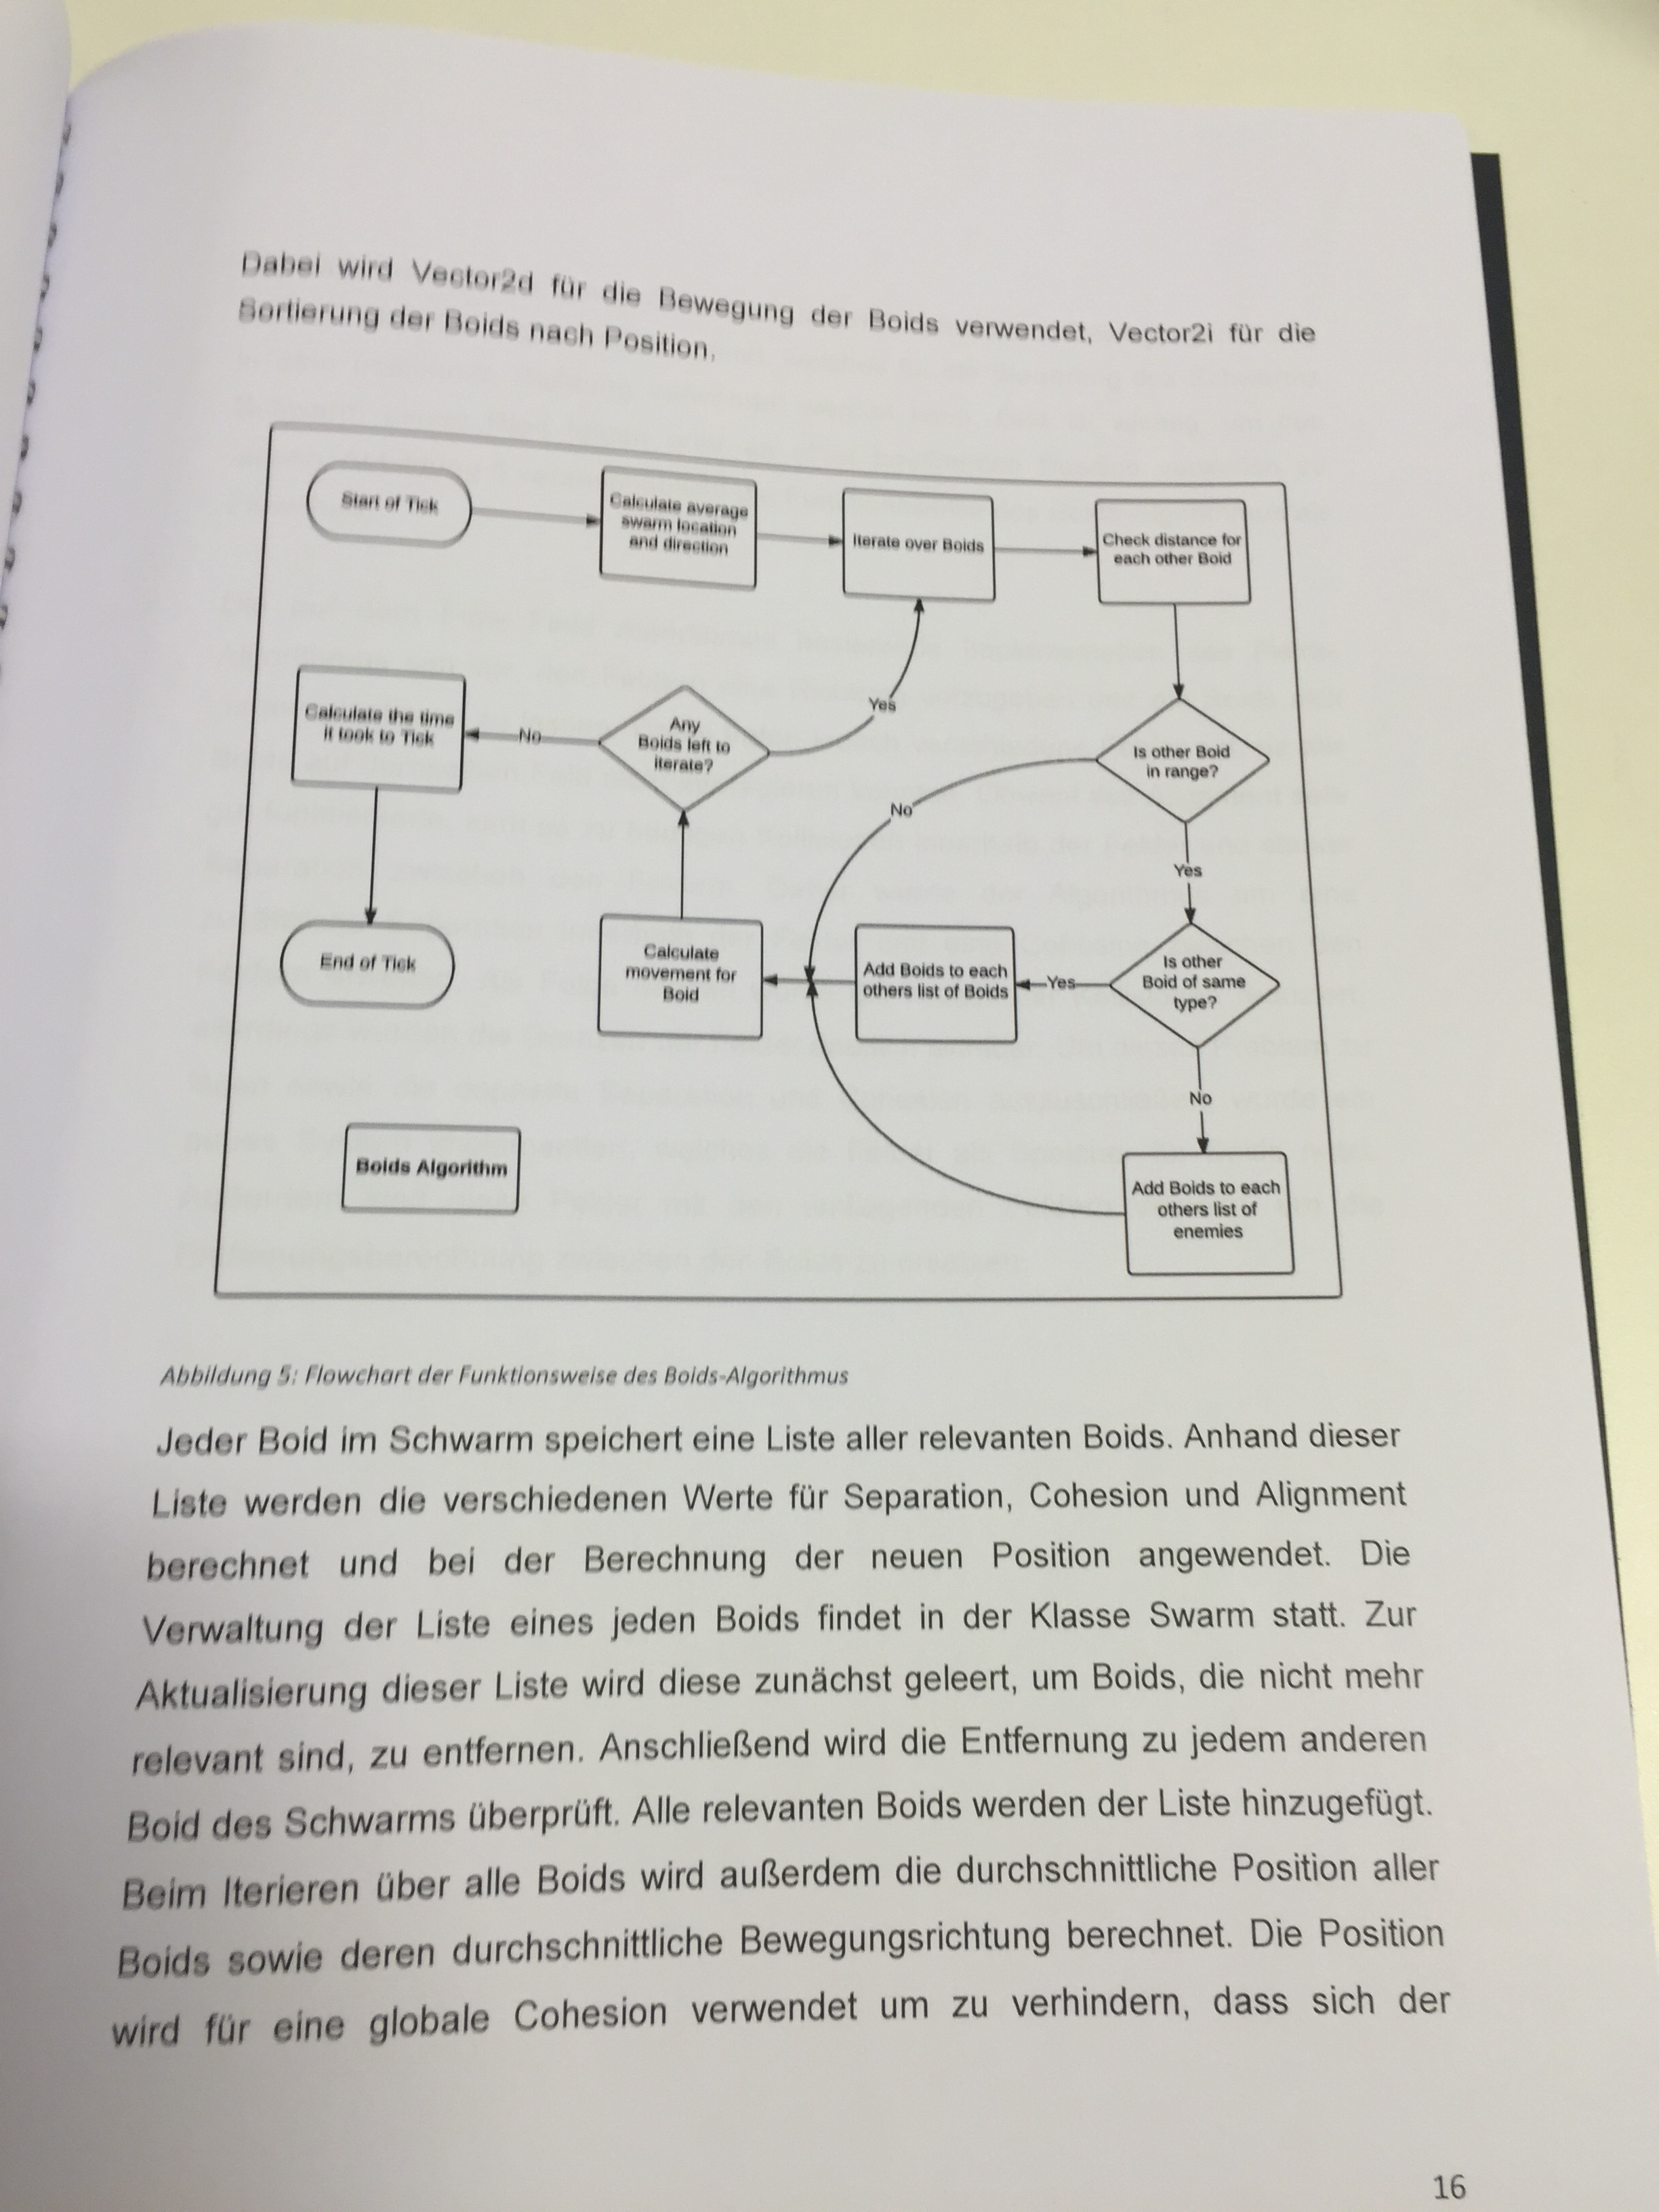 Dabei wird Vector2d für die Bewegung der Boids verwendet, Vector2i für die
Sortierung der Boids nach Position.
Start of Tick
Calculate average
swarm location
and direction
Iterate over Boids
Check distance for
each other Boid
Calculate the time
it took to Tick
No
Any
Boids left to
iterate?
Yes
Is other Boid
in range?
No
Yes
End of Tick
Calculate
movement for
Boid
Add Boids to each
others list of Boids
Yes
Is other
Boid of same
type?
No
Boids Algorithm
Add Boids to each
others list of
enemies
Abbildung 5: Flowchart der Funktionsweise des Boids-Algorithmus
Jeder Boid im Schwarm speichert eine Liste aller relevanten Boids. Anhand dieser
Liste werden die verschiedenen Werte für Separation, Cohesion und Alignment
berechnet und bei der Berechnung der neuen Position angewendet. Die
Verwaltung der Liste eines jeden Boids findet in der Klasse Swarm statt. Zur
Aktualisierung dieser Liste wird diese zunächst geleert, um Boids, die nicht mehr
relevant sind, zu entfernen. Anschließend wird die Entfernung zu jedem anderen
Boid des Schwarms überprüft. Alle relevanten Boids werden der Liste hinzugefügt.
Beim Iterieren über alle Boids wird außerdem die durchschnittliche Position aller
Boids sowie deren durchschnittliche Bewegungsrichtung berechnet. Die Position
wird für eine globale Cohesion verwendet um zu verhindern, dass sich der
16